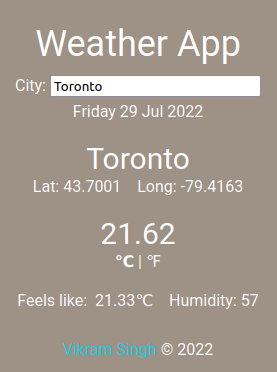 Weather App
City: Toronto
Friday 29 Jul 2022
Toronto
Lat: 43.7001 Long: -79.4163
21.62
°C | °F
Feels like: 21.33°C Humidity: 57
Vikram Singh © 2022